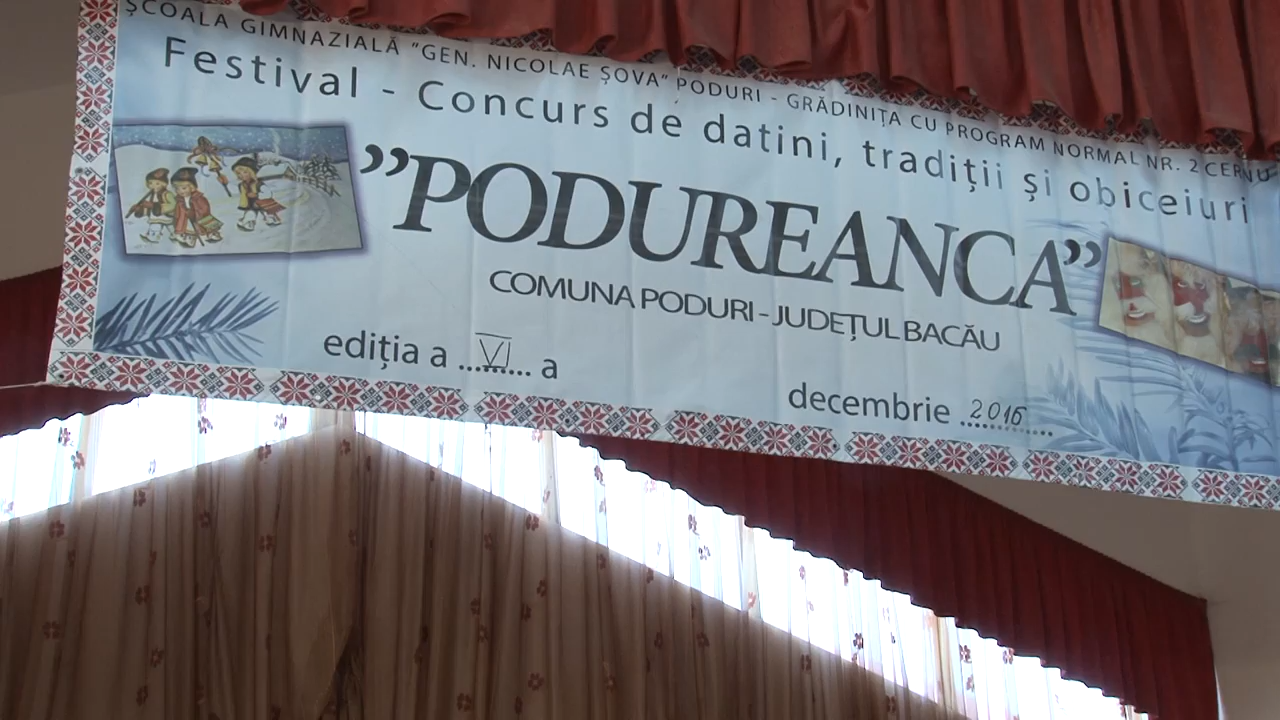 ȘCOALA GIMNAZIALĂ "GEN. NICOLAE ȘOVA" PODURI - GRĂDINIȚA CU PROGRAM NORMAL NR. 2 CERNU
Festival - Concurs de datini, tradiții și obiceiuri
”PODUREANCA”
COMUNA PODURI - JUDEȚUL BACĂU
ediția a ...VI... a
decembrie ..2016....